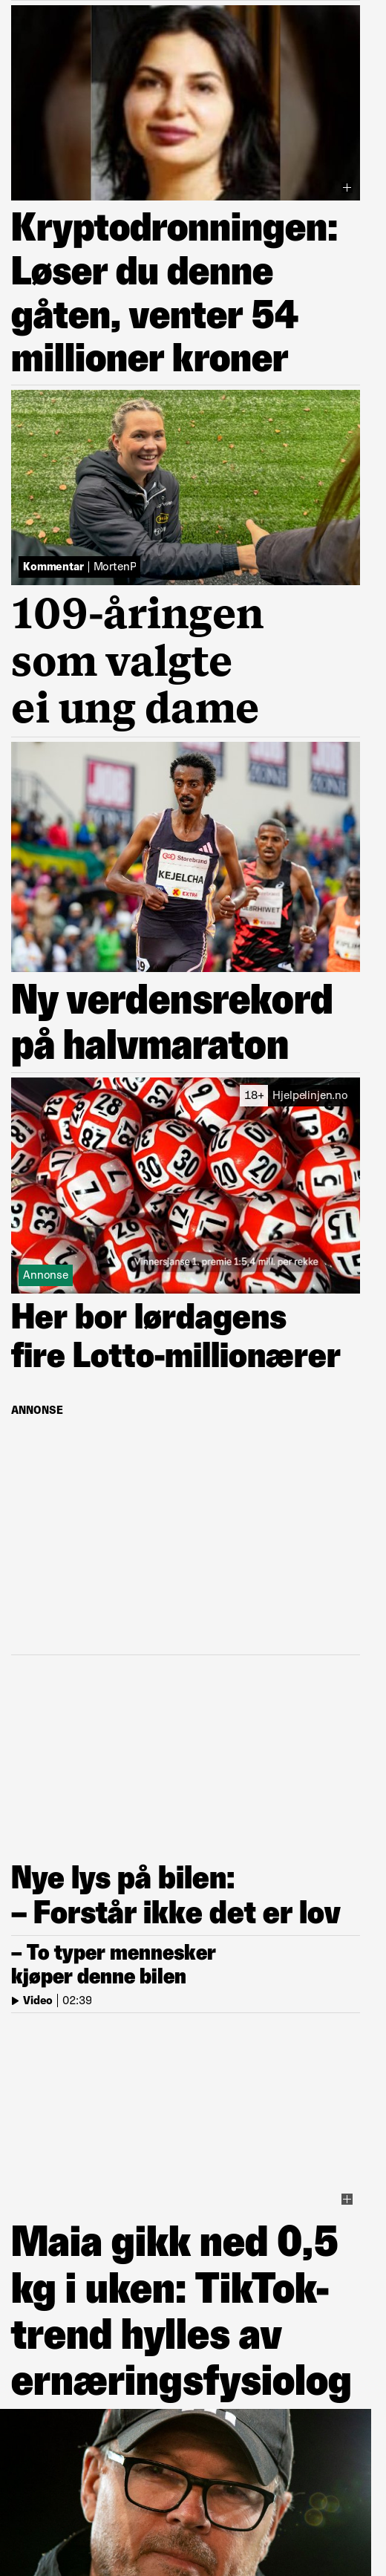 Kryptodronningen:
Løser du denne
gåten, venter 54
millioner kroner
Kommentar | MortenP
109-åringen
som valgte
ei ung dame
Storebrand
KEJELCHA
EXTRA
Ny verdensrekord
på halvmaraton
18+ Hjelpelinjen.no
Vinnersjanse 1. premie 1:5,4 mill. per rekke
Annonse
Her bor lørdagens
fire Lotto-millionærer
ANNONSE
Nye lys på bilen:
– Forstår ikke det er lov
– To typer mennesker
kjøper denne bilen
Video | 02:39
Maia gikk ned 0,5
kg i uken: TikTok-
trend hylles av
ernæringsfysiolog